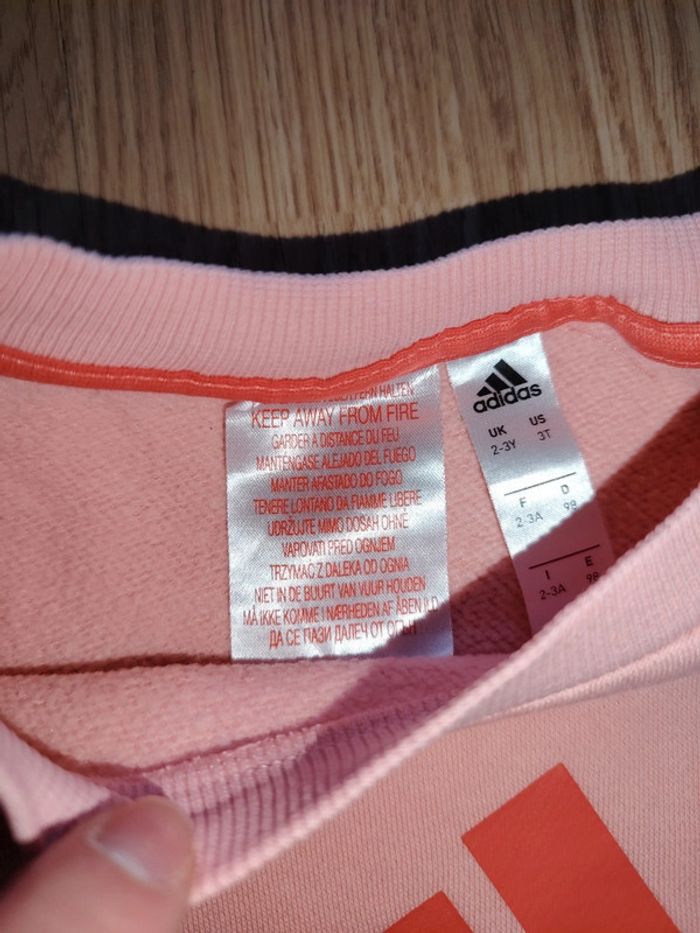 FERN HALTEN
KEEP AWAY FROM FIRE
GARDER A DISTANCE DU FEU
MANTENGASE ALEJADO DEL FUEGO
MANTER AFASTADO DO FOGO
TENERE LONTANO DA FIAMME LIBERE
UDRŽUJTE MIMO DOSAH OHNĚ
VAROVATI PRED OGNJEM
TRZYMAC Z DALEKA OD OGNIA
NIET IN DE BUURT VAN VUUR HOUDEN
MÅ IKKE KOMME I NÆRHEDEN AF ÅBEN ILD
ДА СЕ ПАЗИ ДАЛЕЧ ОТ ОГЪН
adidas
UK US
2-3Y 3T
F D
2-3A 98
I E
2-3A 98